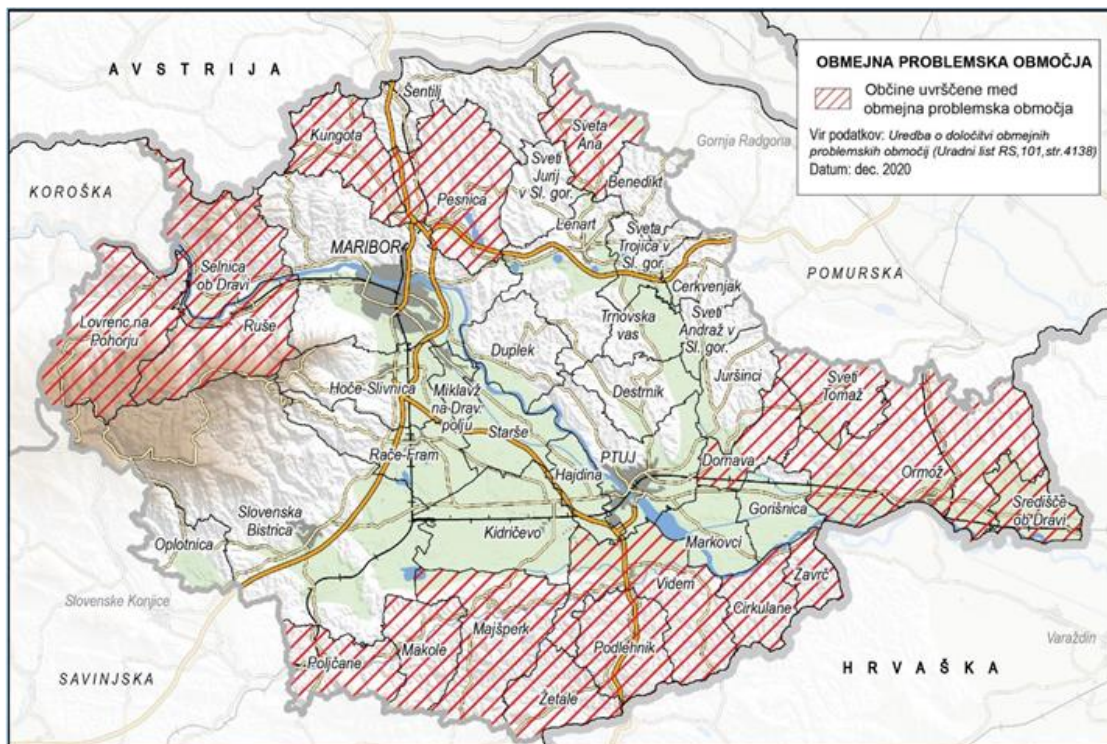 AVSTRIJA
OBMEJNA PROBLEMSKA OBMOČJA
Občine uvrščene med
obmejna problemska območja
Vir podatkov: Uredba o določitvi obmejnih
problemskih območij (Uradni list RS,101,str.4138)
Datum: dec. 2020
Šentilj
Kungota
Sveta
Ana
Gornja Radgona
KOROŠKA
Sveti
Jurij
v Sl. gor.
Benedikt
Pesnica
Lenart
Sveta
Trojica v
Sl. gor.
MARIBOR
Selnica
ob Dravi
POMURSKA
Cerkvenjak
Lovrenc na
Pohorju
Ruše
Trnovska
vas
Sveti
Andraž v
Sl. gor.
Duplek
Hoče-Slivnica
Miklavž
na Drav.
polju
Destrnik
Juršinci
Sveti
Tomaž
Starše
Rače-Fram
Hajdina
PTUJ
Dornava
Ormož
Gorišnica
Središče
ob Dravi
Slovenska
Bistrica
Oplotnica
Kidričevo
Markovci
Zavrč
Videm
Cirkulane
Slovenske Konjice
Majšperk
Makole
Podlehnik
Poljčane
Žetale
Varaždin
SAVINJSKA
HRVAŠKA